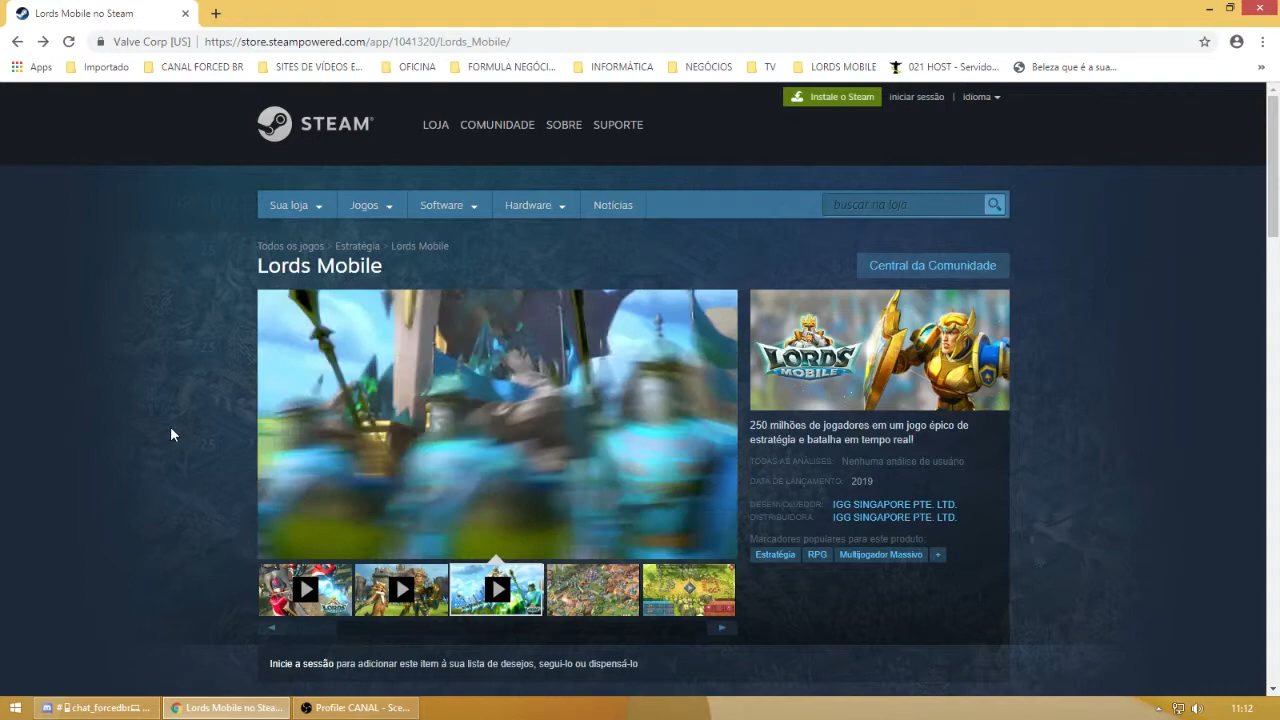 Lords Mobile no Steam
Valve Corp [US] | https://store.steampowered.com/app/1041320/Lords_Mobile/
Apps Importado CANAL FORCED BR SITES DE VÍDEOS E... OFICINA FORMULA NEGÓCI... INFORMÁTICA NEGÓCIOS TV LORDS MOBILE 021 HOST - Servido... Beleza que é a sua... »
Instale o Steam iniciar sessão | idioma
STEAM LOJA COMUNIDADE SOBRE SUPORTE
Sua loja Jogos Software Hardware Notícias buscar na loja
Todos os jogos > Estratégia > Lords Mobile
Lords Mobile
Central da Comunidade
LORDS
MOBILE
250 milhões de jogadores em um jogo épico de
estratégia e batalha em tempo real!
TODAS AS ANÁLISES: Nenhuma análise de usuário
DATA DE LANÇAMENTO: 2019
DESENVOLVEDOR: IGG SINGAPORE PTE. LTD.
DISTRIBUIDORA: IGG SINGAPORE PTE. LTD.
Marcadores populares para este produto:
Estratégia RPG Multijogador Massivo +
LORDS
Inicie a sessão para adicionar este item à sua lista de desejos, segui-lo ou dispensá-lo
chat_forcedbr... Lords Mobile no Stea... Profile: CANAL - Sce... 11:12